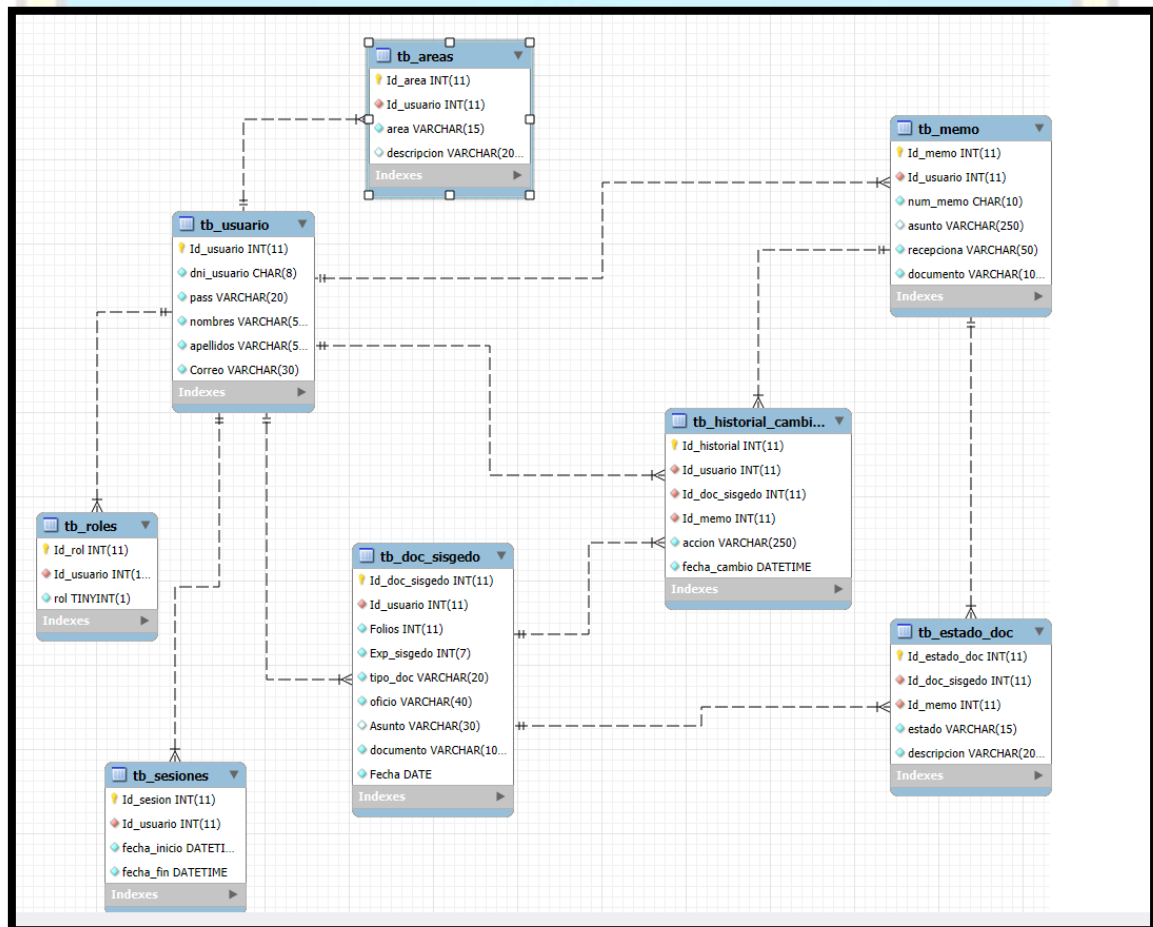 tb_areas
Id_area INT(11)
Id_usuario INT(11)
area VARCHAR(15)
descripcion VARCHAR(20...
Indexes
tb_memo
Id_memo INT(11)
Id_usuario INT(11)
num_memo CHAR(10)
asunto VARCHAR(250)
recepciona VARCHAR(50)
documento VARCHAR(10...
Indexes
tb_usuario
Id_usuario INT(11)
dni_usuario CHAR(8)
pass VARCHAR(20)
nombres VARCHAR(5...
apellidos VARCHAR(5...
Correo VARCHAR(30)
Indexes
tb_historial_cambi...
Id_historial INT(11)
Id_usuario INT(11)
Id_doc_sisgedo INT(11)
Id_memo INT(11)
accion VARCHAR(250)
fecha_cambio DATETIME
Indexes
tb_roles
Id_rol INT(11)
Id_usuario INT(1...
rol TINYINT(1)
Indexes
tb_doc_sisgedo
Id_doc_sisgedo INT(11)
Id_usuario INT(11)
Folios INT(11)
Exp_sisgedo INT(7)
tipo_doc VARCHAR(20)
oficio VARCHAR(40)
Asunto VARCHAR(30)
documento VARCHAR(10...
Fecha DATE
Indexes
tb_estado_doc
Id_estado_doc INT(11)
Id_doc_sisgedo INT(11)
Id_memo INT(11)
estado VARCHAR(15)
descripcion VARCHAR(20...
Indexes
tb_sesiones
Id_sesion INT(11)
Id_usuario INT(11)
fecha_inicio DATETI...
fecha_fin DATETIME
Indexes